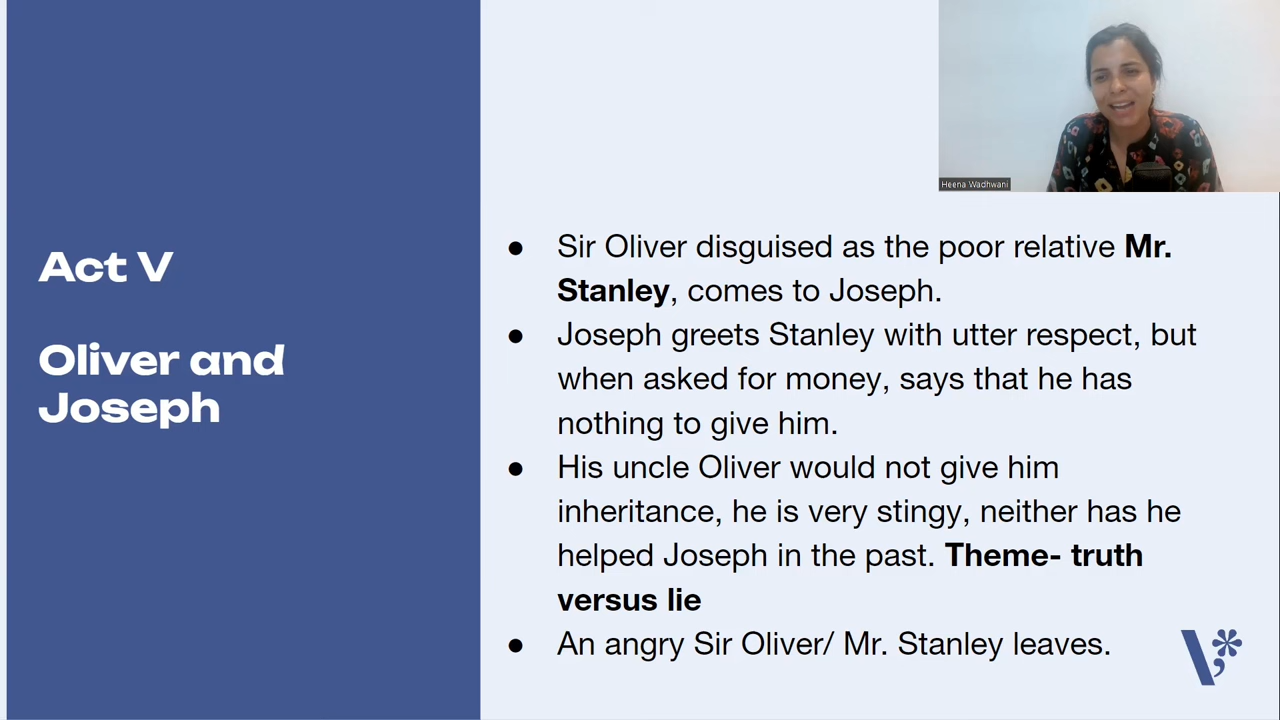 Heena Wadhwani
Act V
Oliver and
Joseph
● Sir Oliver disguised as the poor relative Mr.
Stanley, comes to Joseph.
● Joseph greets Stanley with utter respect, but
when asked for money, says that he has
nothing to give him.
● His uncle Oliver would not give him
inheritance, he is very stingy, neither has he
helped Joseph in the past. Theme- truth
versus lie
● An angry Sir Oliver/ Mr. Stanley leaves.